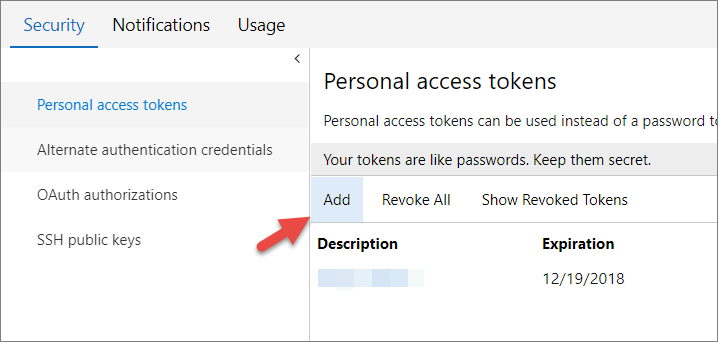 Security Notifications Usage
Personal access tokens
Alternate authentication credentials
OAuth authorizations
SSH public keys
Personal access tokens
Personal access tokens can be used instead of a password
Your tokens are like passwords. Keep them secret.
Add Revoke All Show Revoked Tokens
Description Expiration
12/19/2018